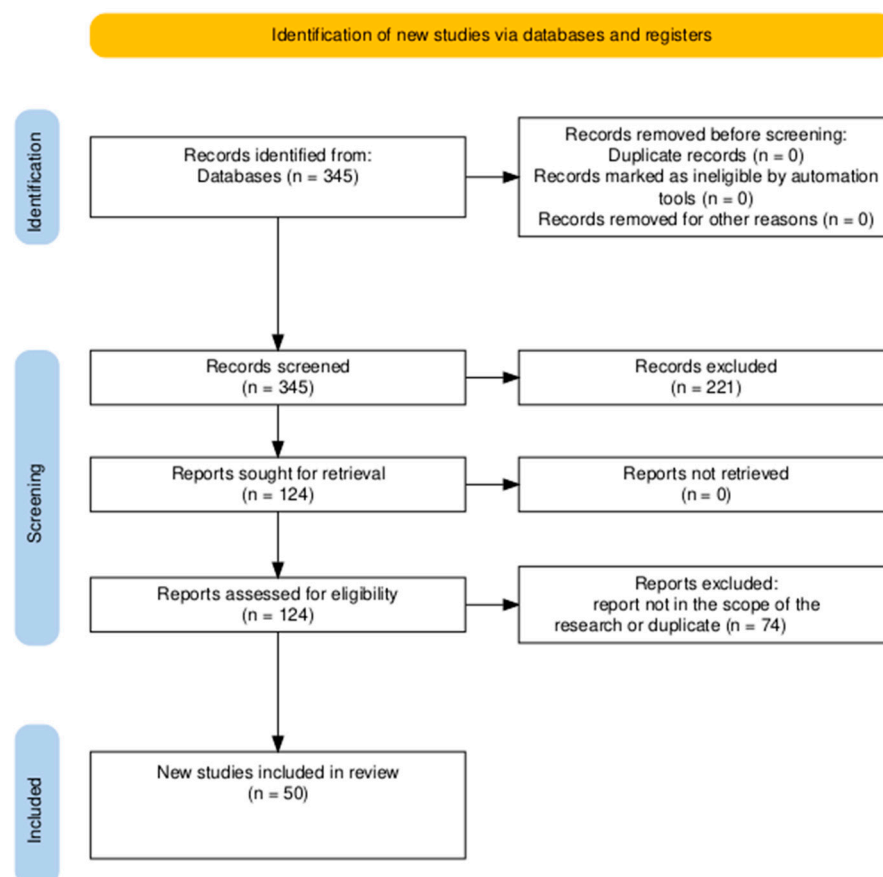 Identification of new studies via databases and registers
Identification
Records identified from:
Databases (n = 345)
Records removed before screening:
Duplicate records (n = 0)
Records marked as ineligible by automation
tools (n = 0)
Records removed for other reasons (n = 0)
Screening
Records screened
(n = 345)
Records excluded
(n = 221)
Reports sought for retrieval
(n = 124)
Reports not retrieved
(n = 0)
Reports assessed for eligibility
(n = 124)
Reports excluded:
report not in the scope of the
research or duplicate (n = 74)
Included
New studies included in review
(n = 50)